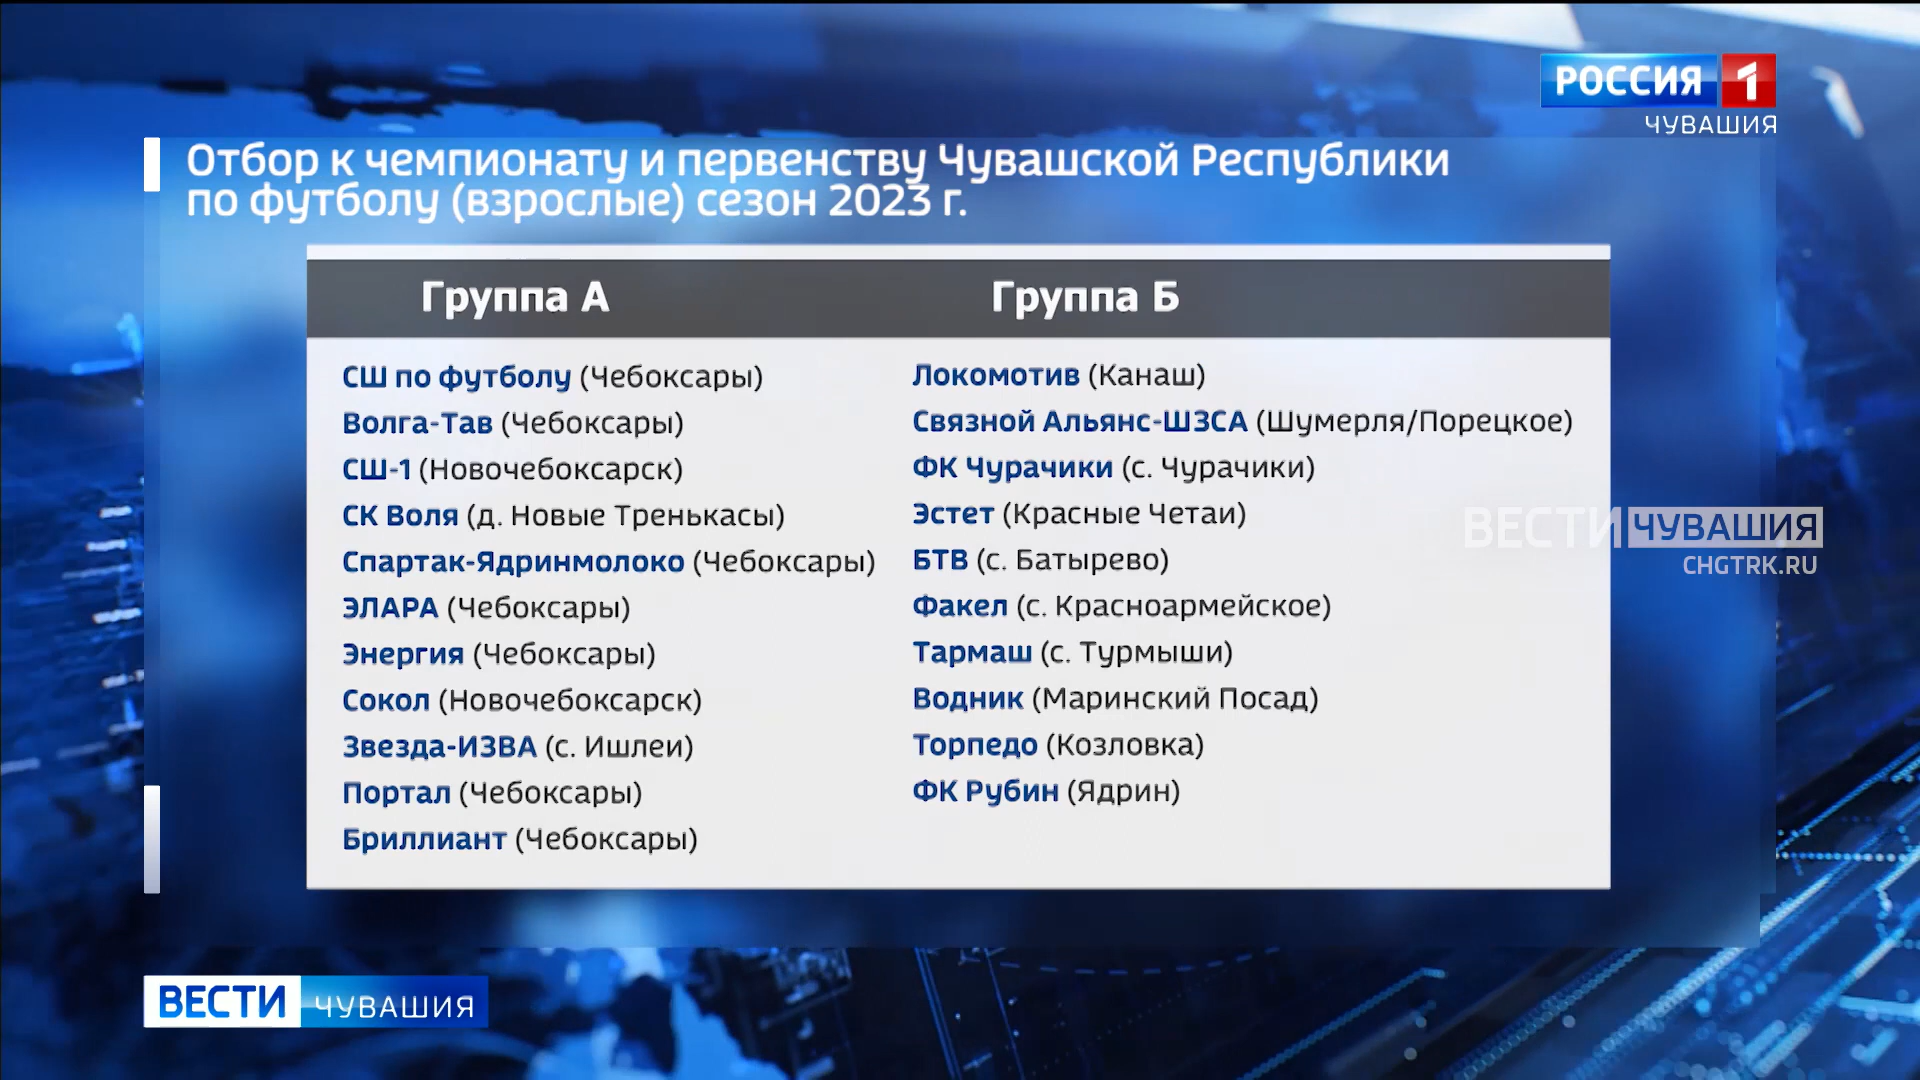 РОССИЯ 1
ЧУВАШИЯ
Отбор к чемпионату и первенству Чувашской Республики
по футболу (взрослые) сезон 2023 г.
Группа А
СШ по футболу (Чебоксары)
Волга-Тав (Чебоксары)
СШ-1 (Новочебоксарск)
СК Воля (д. Новые Тренькасы)
Спартак-Ядринмолоко (Чебоксары)
ЭЛАРА (Чебоксары)
Энергия (Чебоксары)
Сокол (Новочебоксарск)
Звезда-ИЗВА (с. Ишлеи)
Портал (Чебоксары)
Бриллиант (Чебоксары)
Группа Б
Локомотив (Канаш)
Связной Альянс-ШЗСА (Шумерля/Порецкое)
ФК Чурачики (с. Чурачики)
Эстет (Красные Четаи)
БТВ (с. Батырево)
Факел (с. Красноармейское)
Тармаш (с. Турмыши)
Водник (Маринский Посад)
Торпедо (Козловка)
ФК Рубин (Ядрин)
ВЕСТИ ЧУВАШИЯ
CHGTRK.RU
ВЕСТИ ЧУВАШИЯ